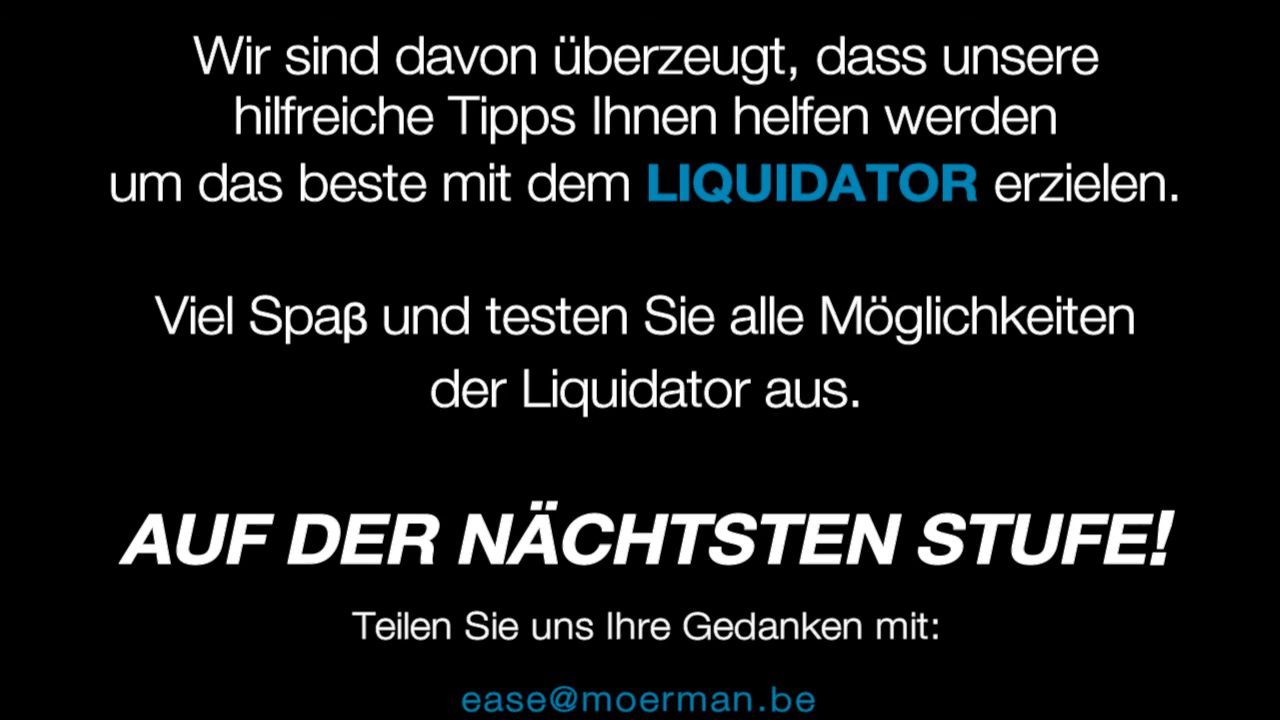 Wir sind davon überzeugt, dass unsere
hilfreiche Tipps Ihnen helfen werden
um das beste mit dem LIQUIDATOR erzielen.
Viel Spaβ und testen Sie alle Möglichkeiten
der Liquidator aus.
AUF DER NÄCHTSTEN STUFE!
Teilen Sie uns Ihre Gedanken mit:
ease@moerman.be